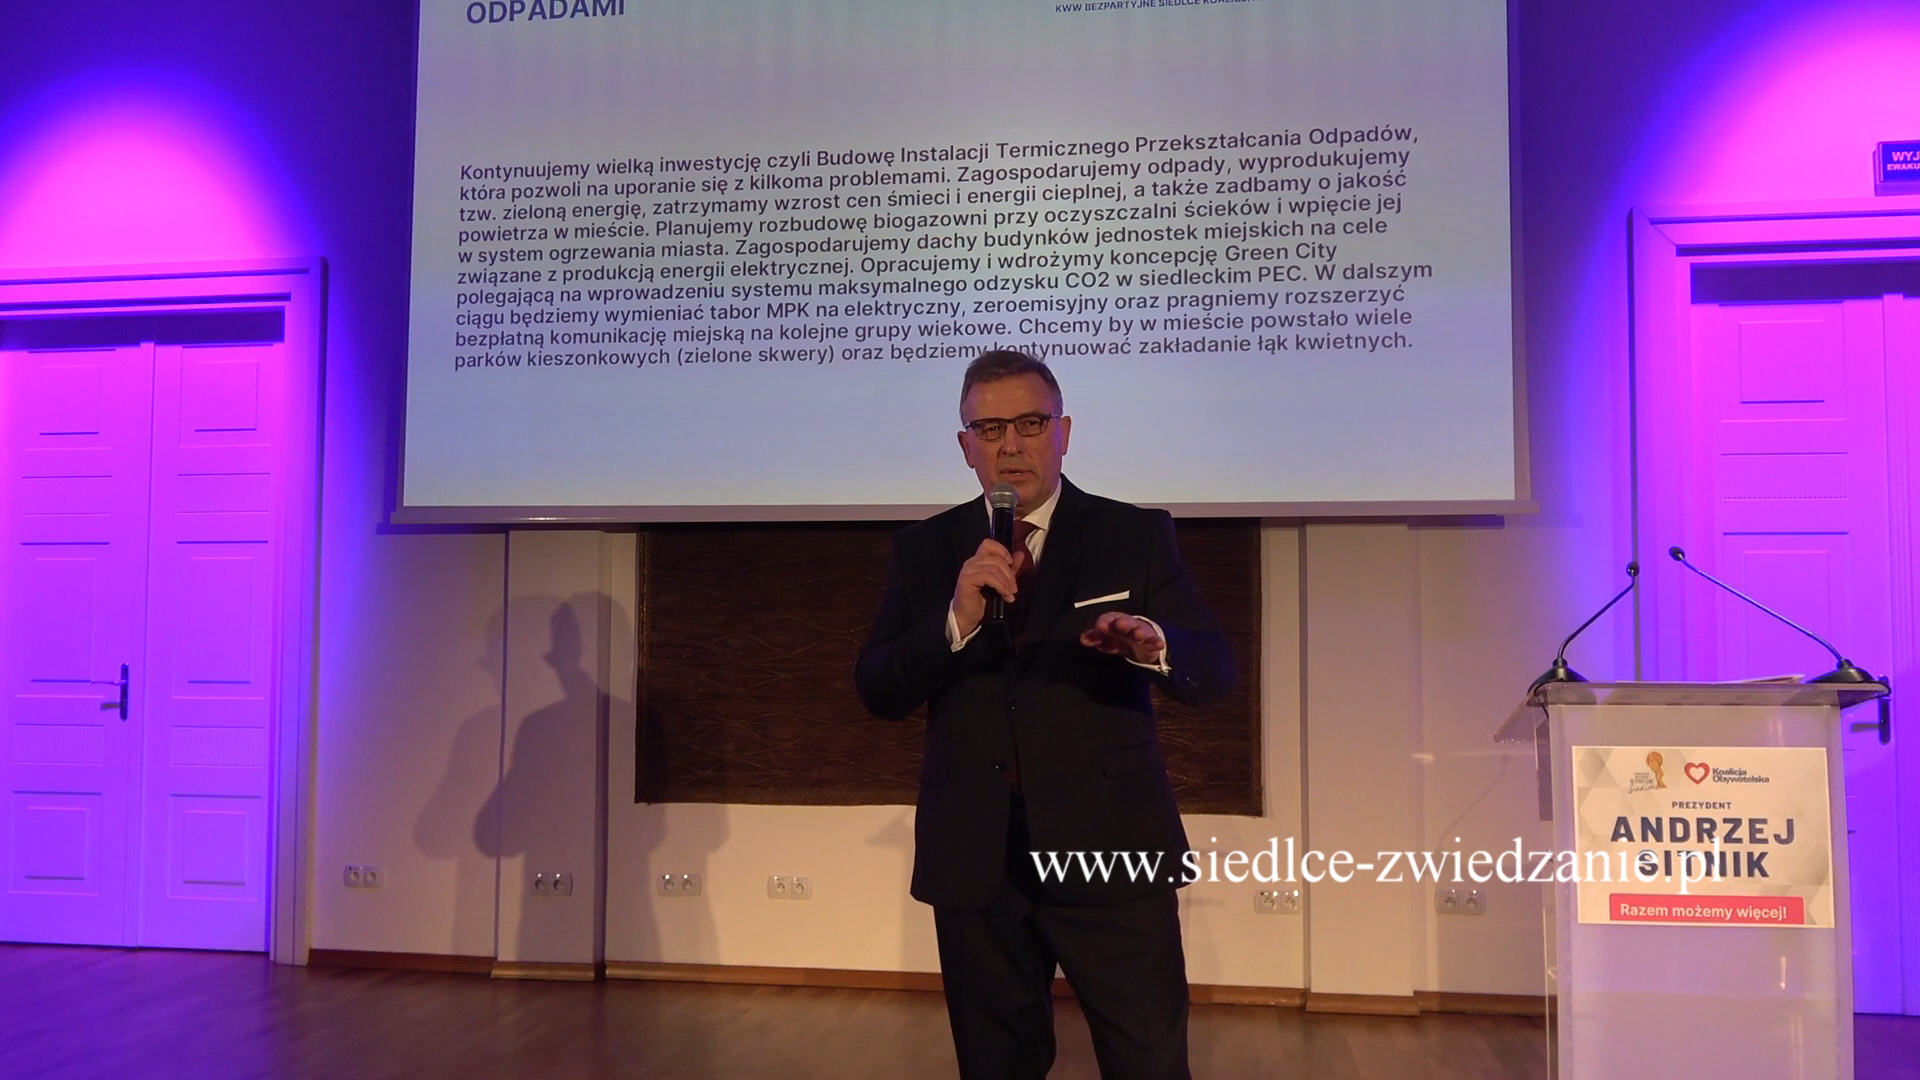 ODPADAMI
KWW BEZPARTYJNE SIEDLCE
Kontynuujemy wielką inwestycję czyli Budowę Instalacji Termicznego Przekształcania Odpadów,
która pozwoli na uporanie się z kilkoma problemami. Zagospodarujemy odpady, wyprodukujemy
tzw. zieloną energię, zatrzymamy wzrost cen śmieci i energii cieplnej, a także zadbamy o jakość
powietrza w mieście. Planujemy rozbudowę biogazowni przy oczyszczalni ścieków i wpięcie jej
w system ogrzewania miasta. Zagospodarujemy dachy budynków jednostek miejskich na cele
związane z produkcją energii elektrycznej. Opracujemy i wdrożymy koncepcję Green City
polegającą na wprowadzeniu systemu maksymalnego odzysku CO2 w siedleckim PEC. W dalszym
ciągu będziemy wymieniać tabor MPK na elektryczny, zeroemisyjny oraz pragniemy rozszerzyć
bezpłatną komunikację miejską na kolejne grupy wiekowe. Chcemy by w mieście powstało wiele
parków kieszonkowych (zielone skwery) oraz będziemy kontynuować zakładanie łąk kwietnych.
WYJ
EWAKU
Siedlce
Koalicja
Obywatelska
PREZYDENT
ANDRZEJ
SITNIK
Razem możemy więcej!
www.siedlce-zwiedzanie.pl